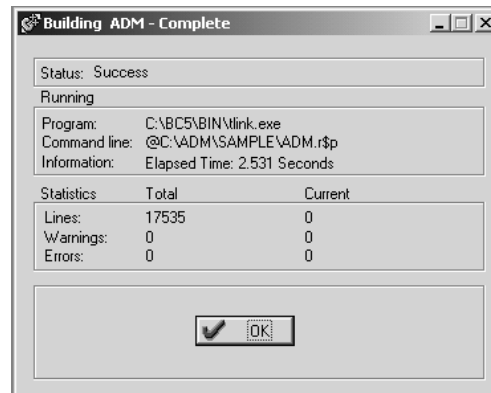 Building ADM - Complete
Status: Success
Running
Program: C:\BC5\BIN\tlink.exe
Command line: @C:\ADM\SAMPLE\ADM.r$p
Information: Elapsed Time: 2.531 Seconds
Statistics Total Current
Lines: 17535 0
Warnings: 0 0
Errors: 0 0
OK